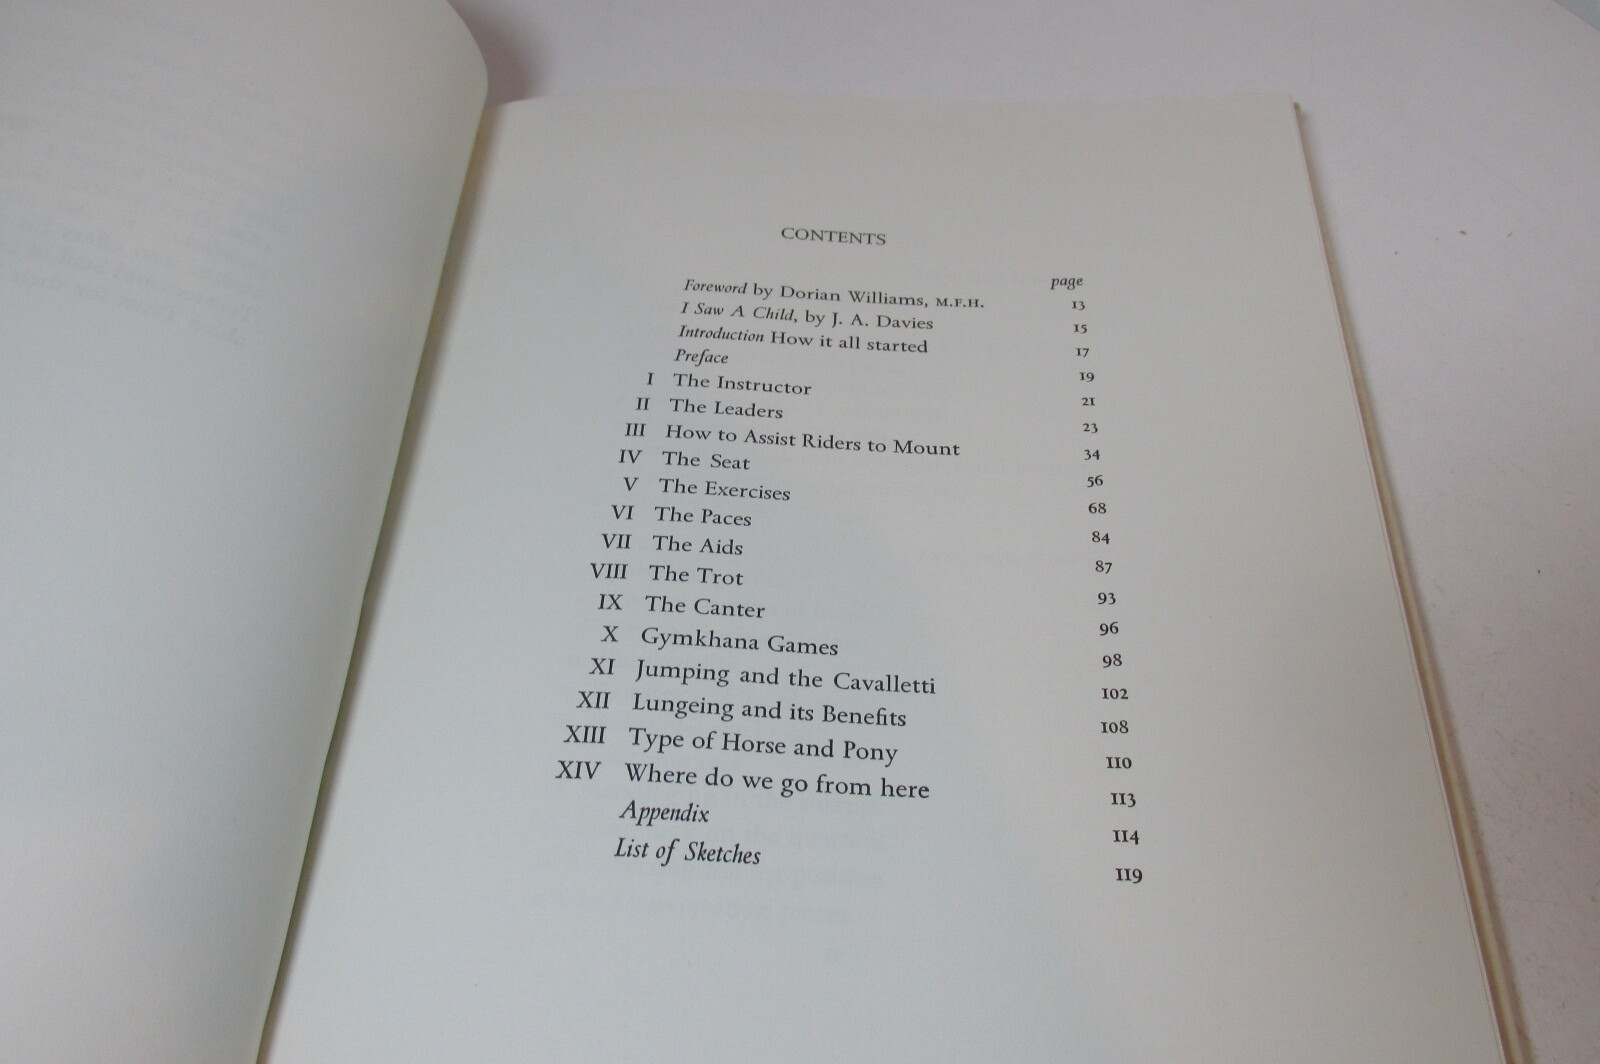 CONTENTS
page
Foreword by Dorian Williams, M.F.H. 13
I Saw A Child, by J. A. Davies 15
Introduction How it all started 17
Preface 19
I The Instructor 21
II The Leaders 23
III How to Assist Riders to Mount 34
IV The Seat 56
V The Exercises 68
VI The Paces 84
VII The Aids 87
VIII The Trot 93
IX The Canter 96
X Gymkhana Games 98
XI Jumping and the Cavalletti 102
XII Lungeing and its Benefits 108
XIII Type of Horse and Pony 110
XIV Where do we go from here 113
Appendix 114
List of Sketches 119